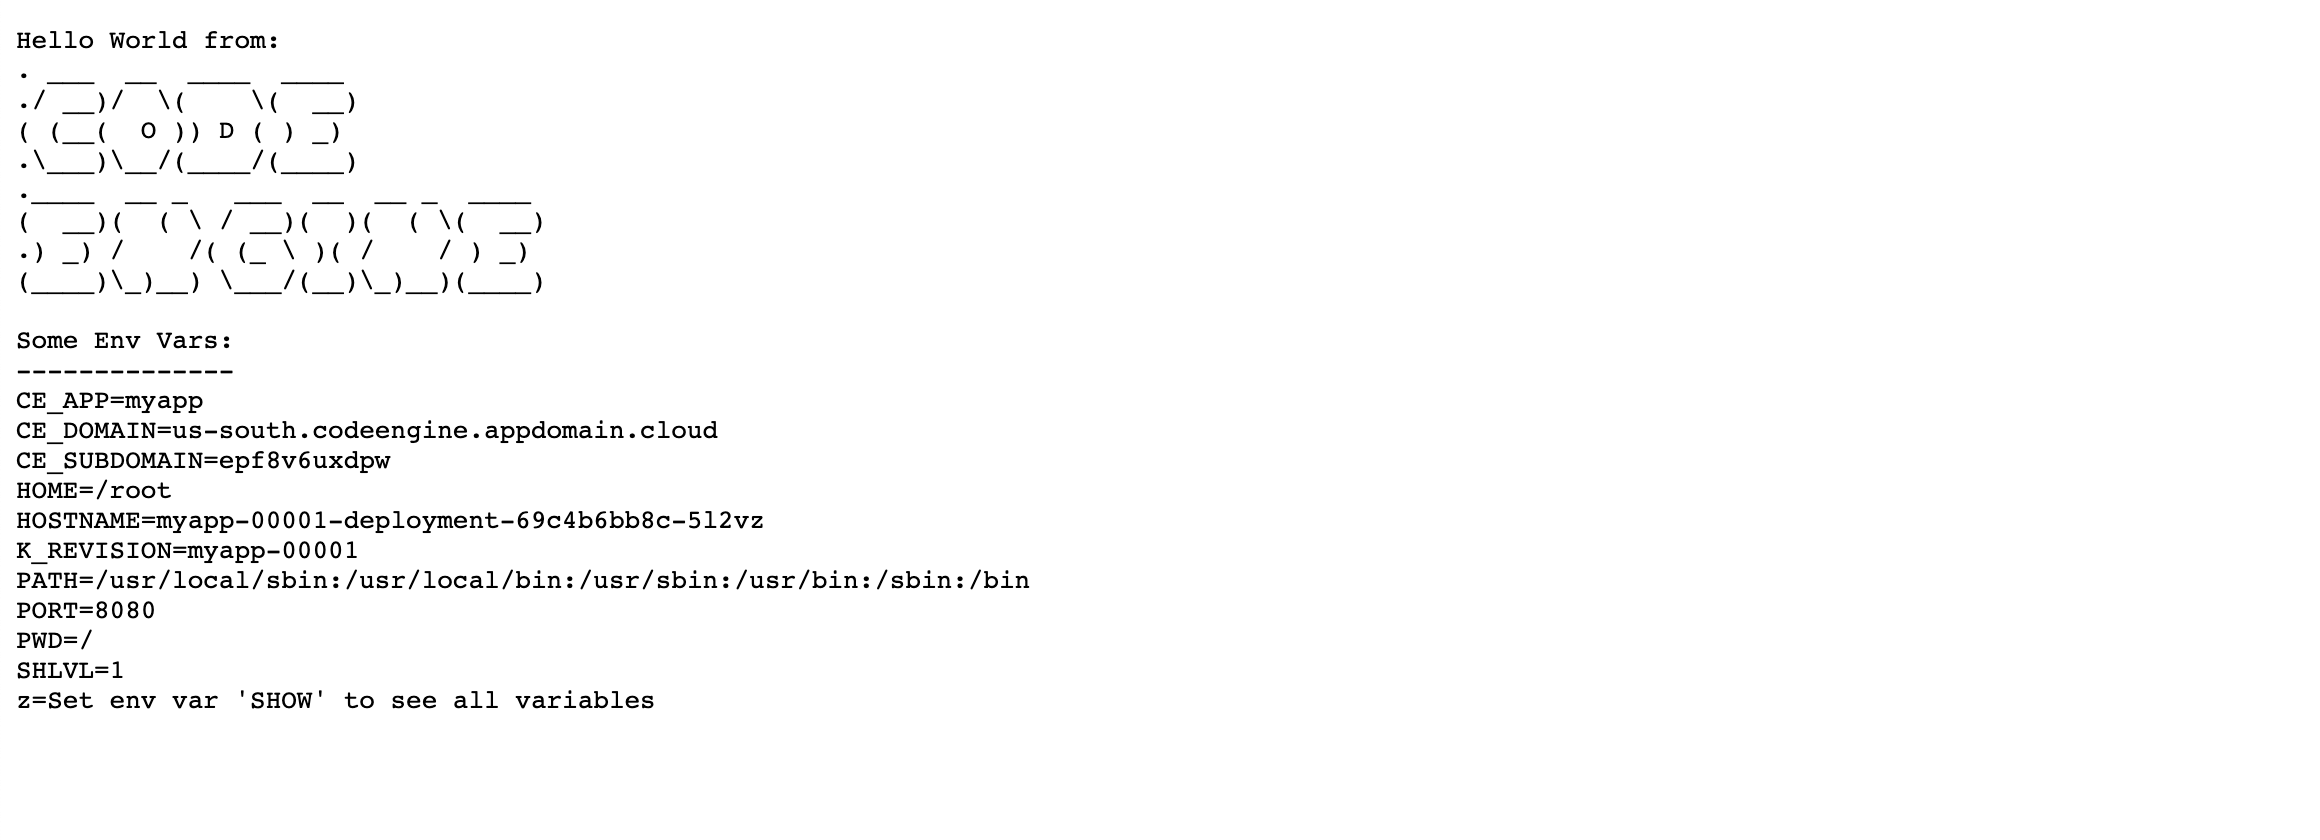 Hello World from:
. ___  __  ____  ____
./ __)/  \(    \(  __)
( (__(  O )) D ( ) _)
.\___)\__/(____/(____)
.____  __ _   ___  __  __ _  ____
(  __)(  ( \ / __)(  )(  ( \(  __)
.) _) /    /( (_ \ )( /    / ) _)
(____)\_)__) \___/(__)\_)__)(____)

Some Env Vars:
--------------
CE_APP=myapp
CE_DOMAIN=us-south.codeengine.appdomain.cloud
CE_SUBDOMAIN=epf8v6uxdpw
HOME=/root
HOSTNAME=myapp-00001-deployment-69c4b6bb8c-5l2vz
K_REVISION=myapp-00001
PATH=/usr/local/sbin:/usr/local/bin:/usr/sbin:/usr/bin:/sbin:/bin
PORT=8080
PWD=/
SHLVL=1
z=Set env var 'SHOW' to see all variables